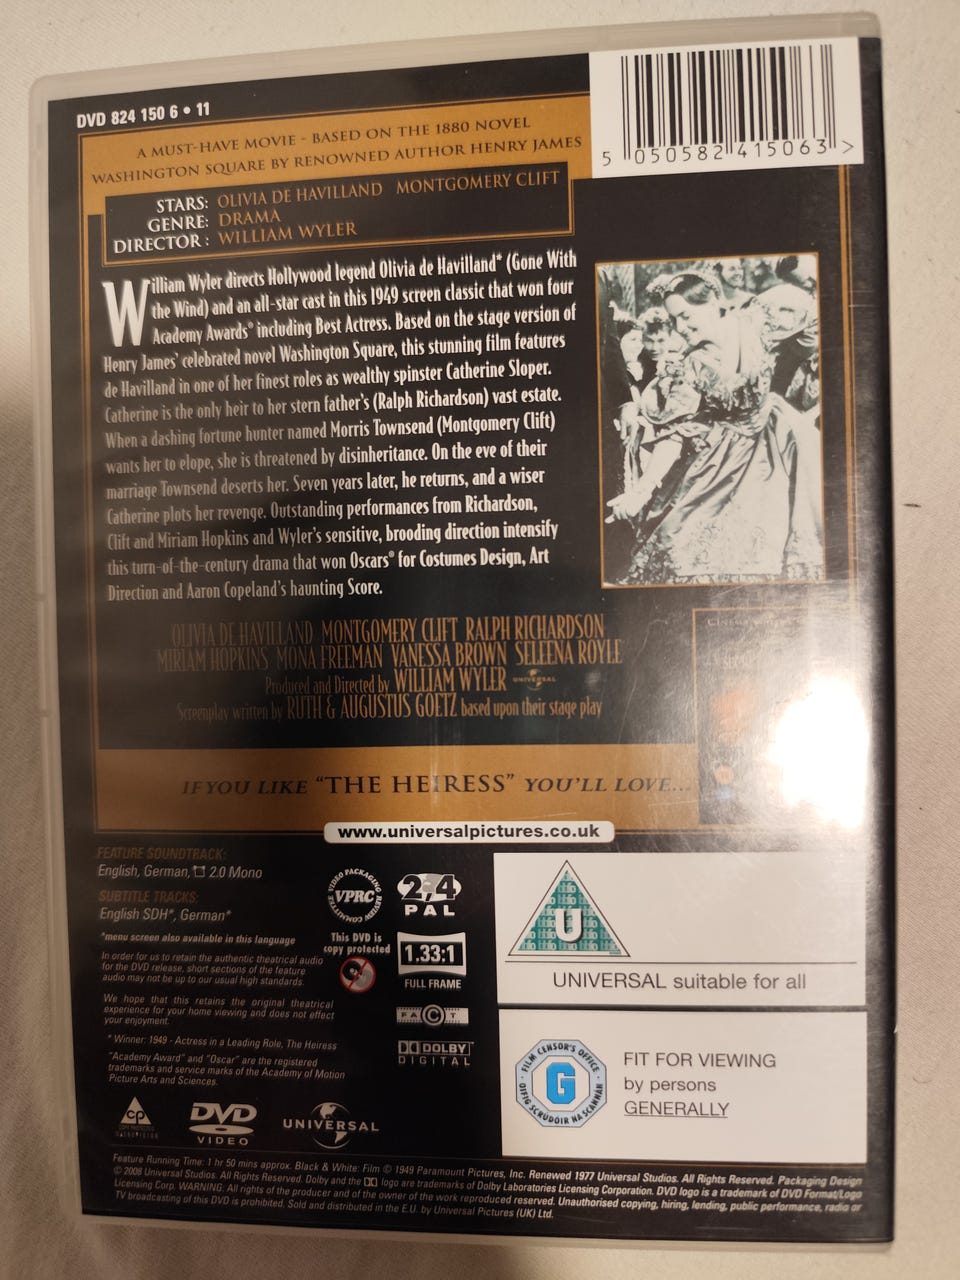 DVD 824 150 6 • 11
A MUST-HAVE MOVIE - BASED ON THE 1880 NOVEL
WASHINGTON SQUARE BY RENOWNED AUTHOR HENRY JAMES
5 050582 415063 >
STARS: OLIVIA DE HAVILLAND MONTGOMERY CLIFT
GENRE: DRAMA
DIRECTOR : WILLIAM WYLER
William Wyler directs Hollywood legend Olivia de Havilland* (Gone With
the Wind) and an all-star cast in this 1949 screen classic that won four
Academy Awards® including Best Actress. Based on the stage version of
Henry James' celebrated novel Washington Square, this stunning film features
de Havilland in one of her finest roles as wealthy spinster Catherine Sloper.
Catherine is the only heir to her stern father's (Ralph Richardson) vast estate.
When a dashing fortune hunter named Morris Townsend (Montgomery Clift)
wants her to elope, she is threatened by disinheritance. On the eve of their
marriage Townsend deserts her. Seven years later, he returns, and a wiser
Catherine plots her revenge. Outstanding performances from Richardson,
Clift and Miriam Hopkins and Wyler's sensitive, brooding direction intensify
this turn-of-the-century drama that won Oscars® for Costumes Design, Art
Direction and Aaron Copeland's haunting Score.
OLIVIA DE HAVILLAND MONTGOMERY CLIFT RALPH RICHARDSON
MIRIAM HOPKINS MONA FREEMAN VANESSA BROWN SELEENA ROYLE
Produced and Directed by WILLIAM WYLER UNIVERSAL
Screenplay written by RUTH & AUGUSTUS GOETZ based upon their stage play
IF YOU LIKE "THE HEIRESS" YOU'LL LOVE...
www.universalpictures.co.uk
FEATURE SOUNDTRACK:
English, German, 2.0 Mono
SUBTITLE TRACKS:
English SDH*, German*
*menu screen also available in this language
In order for us to retain the authentic theatrical audio
for the DVD release, short sections of the feature
audio may not be up to our usual high standards.
We hope that this retains the original theatrical
experience for your home viewing and does not effect
your enjoyment.
* Winner: 1949 - Actress in a Leading Role, The Heiress
"Academy Award" and "Oscar" are the registered
trademarks and service marks of the Academy of Motion
Picture Arts and Sciences.
VIDEO PACKAGING REVIEW COMMITTEE
VPRC
This DVD is
copy protected
2,4
PAL
1.33:1
FULL FRAME
FACT
DOLBY
DIGITAL
U
UNIVERSAL suitable for all
FILM CENSOR'S OFFICE
G
OIFIG SCRÚDÓIR NA SCANNÁN
FIT FOR VIEWING
by persons
GENERALLY
CP
DVD
VIDEO
UNIVERSAL
Feature Running Time: 1 hr 50 mins approx. Black & White: Film © 1949 Paramount Pictures, Inc. Renewed 1977 Universal Studios. All Rights Reserved. Packaging Design
© 2008 Universal Studios. All Rights Reserved. Dolby and the logo are trademarks of Dolby Laboratories Licensing Corporation. DVD logo is a trademark of DVD Format/Logo
Licensing Corp. WARNING: All rights of the producer and of the owner of the work reproduced reserved. Unauthorised copying, hiring, lending, public performance, radio or
TV broadcasting of this DVD is prohibited. Sold and distributed in the E.U. by Universal Pictures (UK) Ltd.